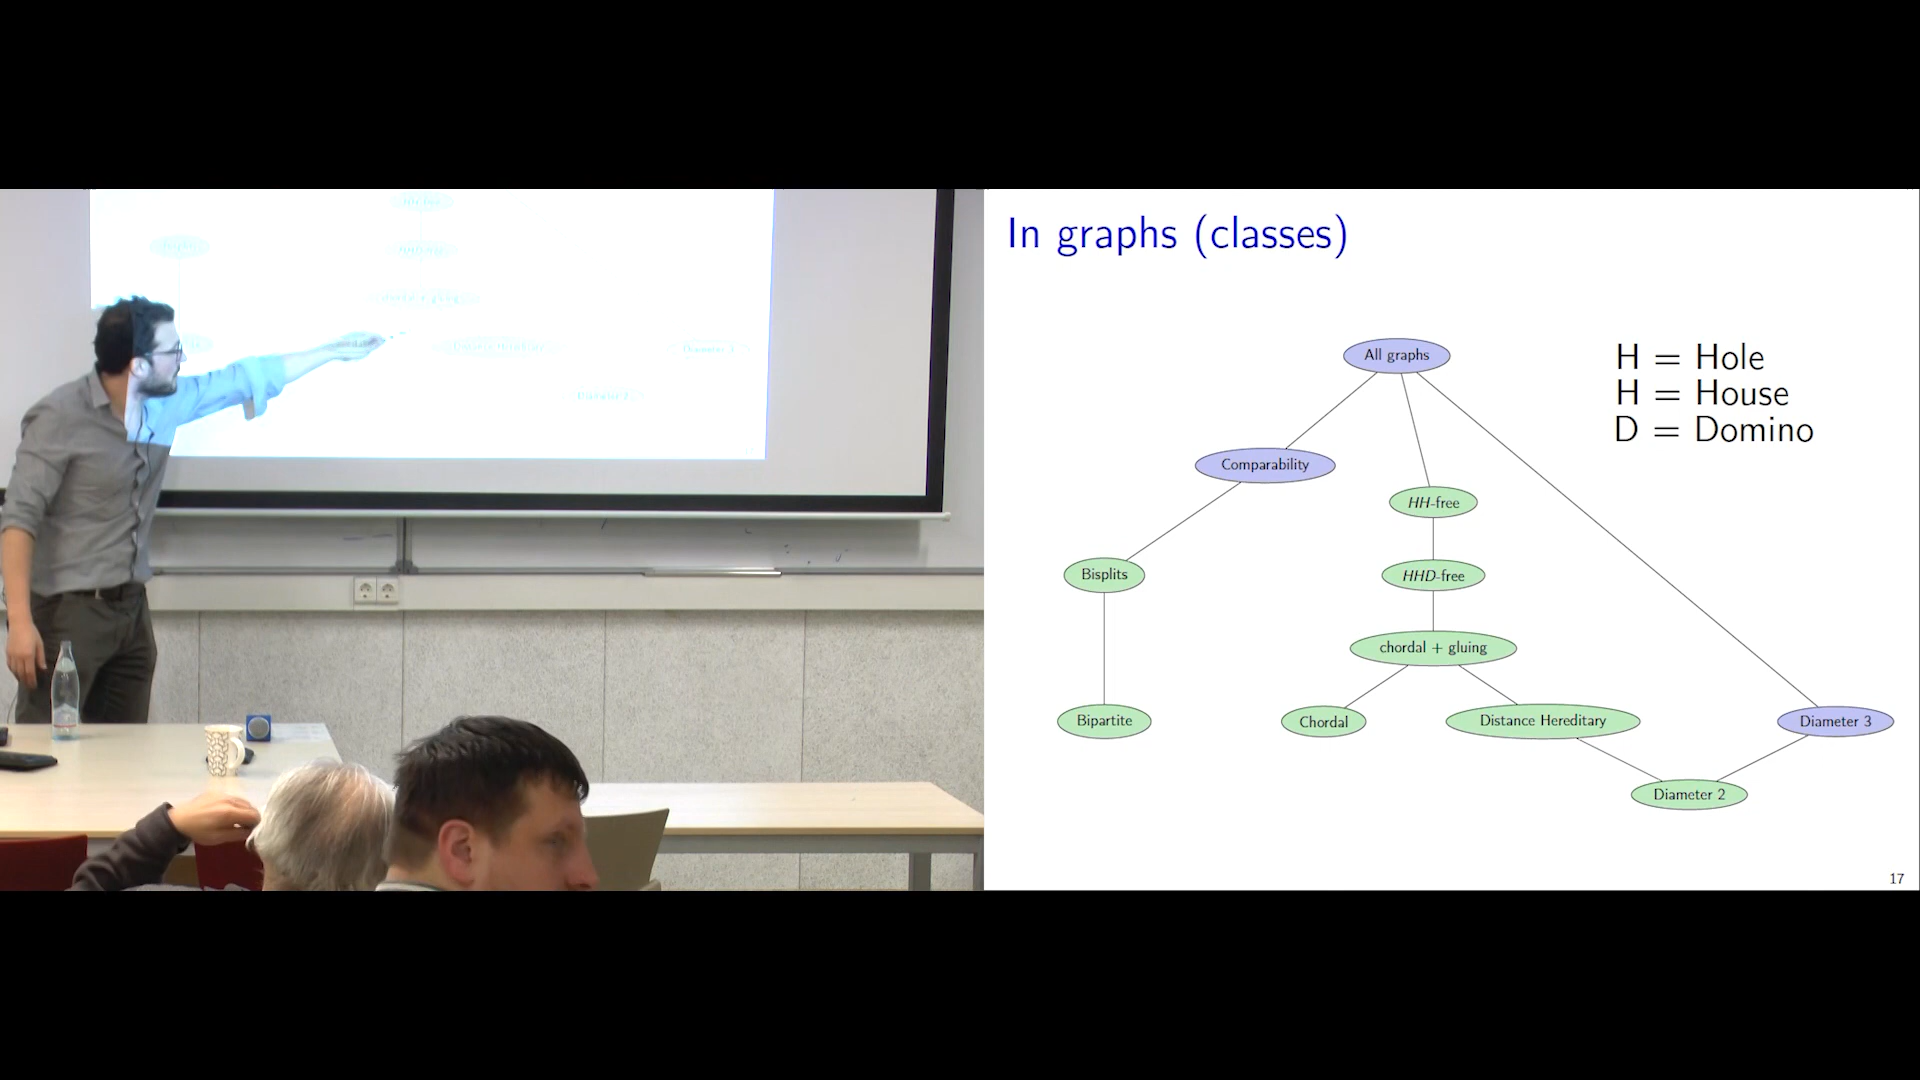 In graphs (classes)
All graphs
H = Hole
H = House
D = Domino
Comparability
HH-free
Bisplits
HHD-free
chordal + gluing
Bipartite
Chordal
Distance Hereditary
Diameter 3
Diameter 2
17